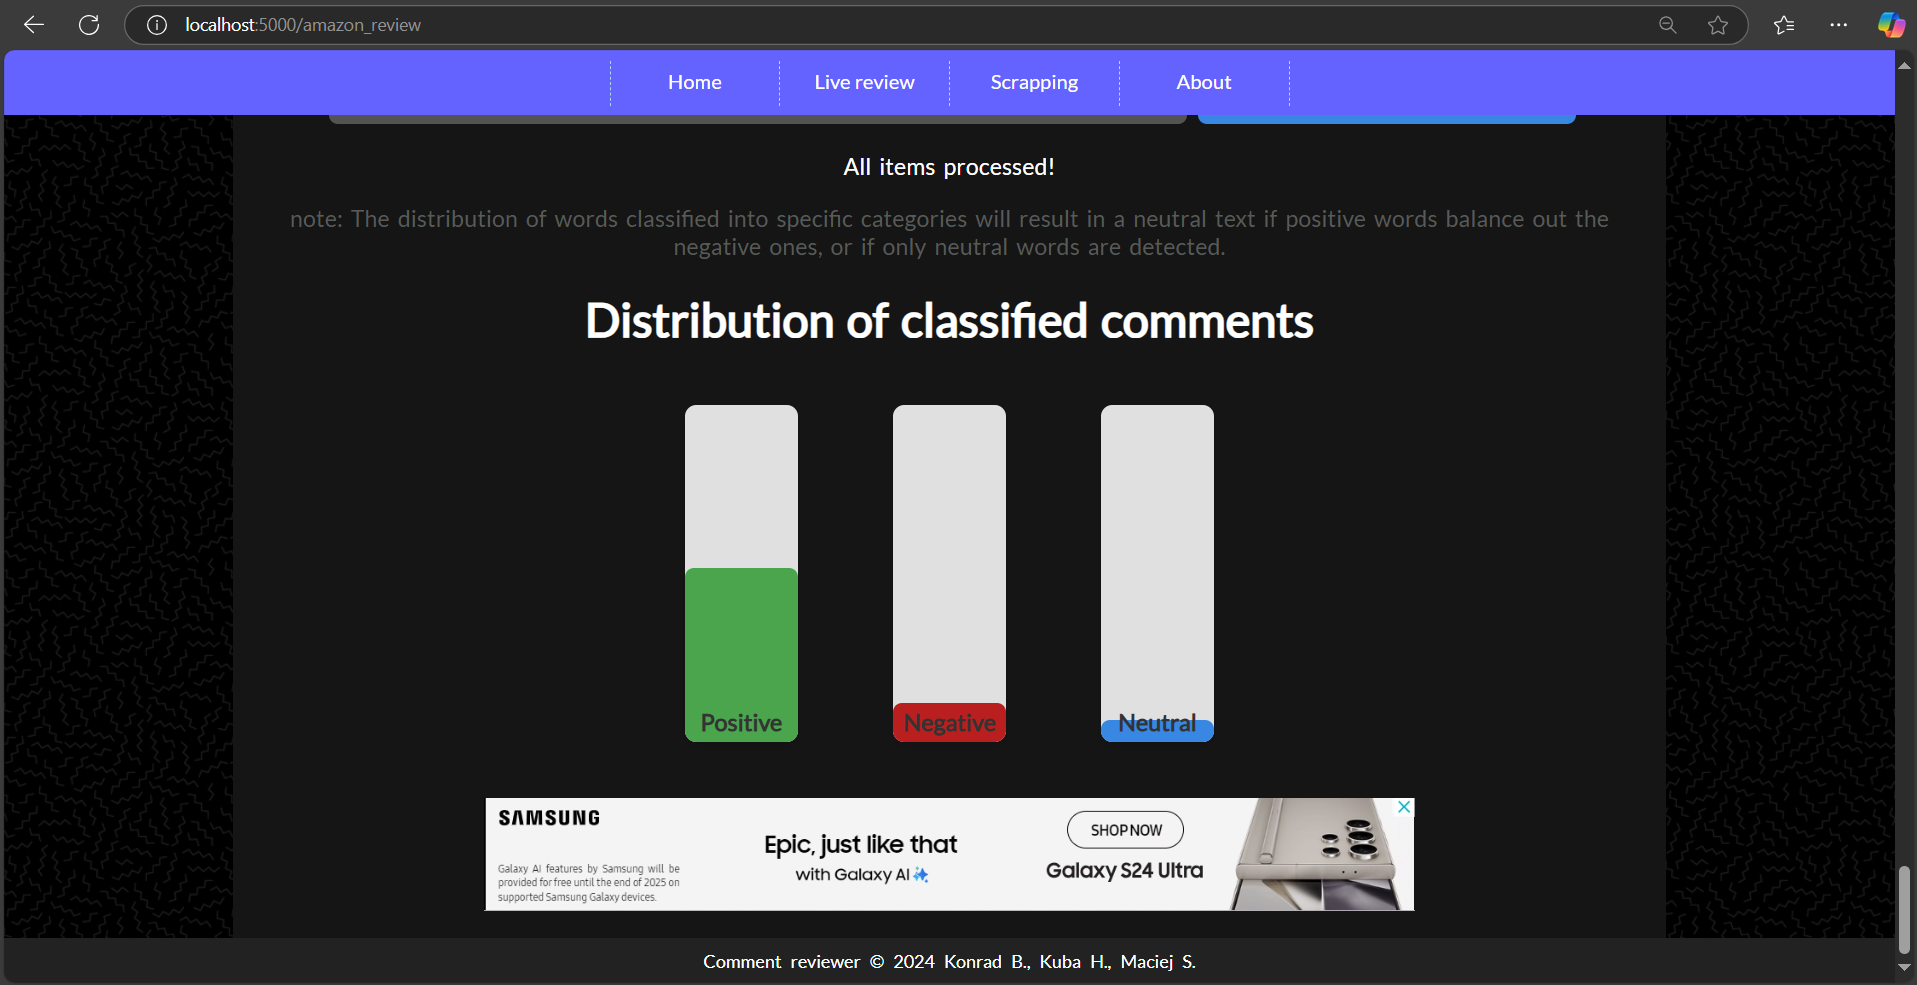 localhost:5000/amazon_review
Home
Live review
Scrapping
About
All items processed!
note: The distribution of words classified into specific categories will result in a neutral text if positive words balance out the
negative ones, or if only neutral words are detected.
Distribution of classified comments
Positive
Negative
Neutral
SAMSUNG
Galaxy AI features by Samsung will be
provided for free until the end of 2025 on
supported Samsung Galaxy devices.
Epic, just like that
with Galaxy AI
SHOP NOW
Galaxy S24 Ultra
Comment reviewer © 2024 Konrad B., Kuba H., Maciej S.